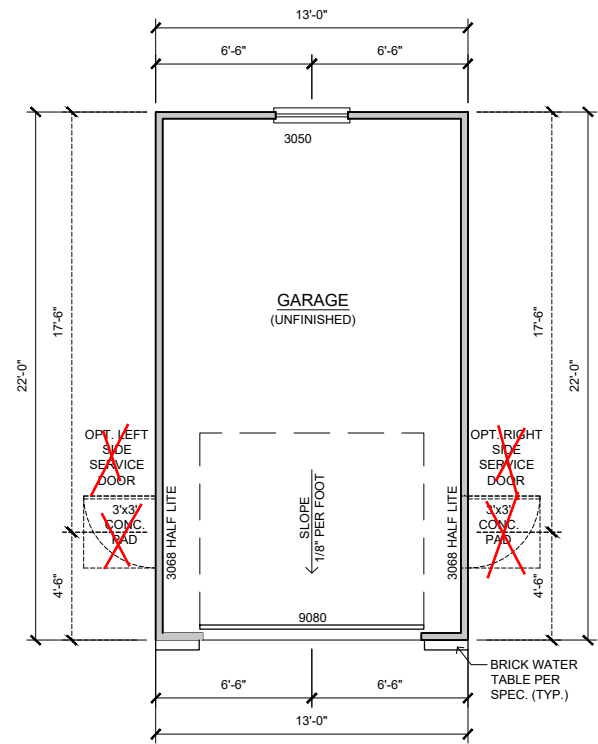 13'-0"
6'-6"
6'-6"
3050
GARAGE
(UNFINISHED)
17'-6"
17'-6"
22'-0"
22'-0"
OPT. LEFT
SIDE
SERVICE
DOOR
3'x3'
CONC.
PAD
OPT. RIGHT
SIDE
SERVICE
DOOR
3'x3'
CONC.
PAD
3068 HALF LITE
SLOPE
1/8" PER FOOT
3068 HALF LITE
4'-6"
4'-6"
9080
BRICK WATER
TABLE PER
SPEC. (TYP.)
6'-6"
6'-6"
13'-0"